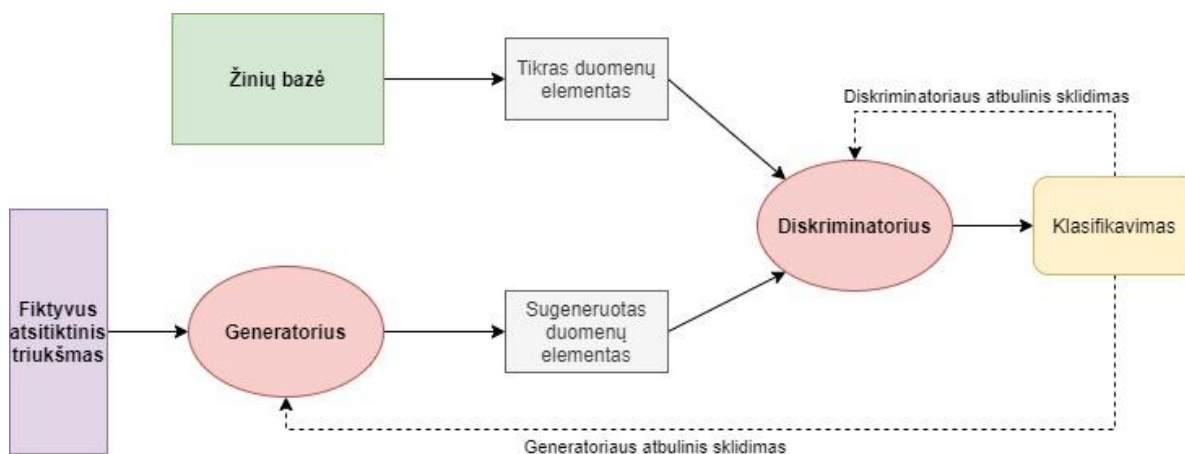 Žinių bazė
Tikras duomenų
elementas
Diskriminatoriaus atbulinis sklidimas
Diskriminatorius
Klasifikavimas
Fiktyvus
atsitiktinis
triukšmas
Generatorius
Sugeneruotas
duomenų
elementas
Generatoriaus atbulinis sklidimas